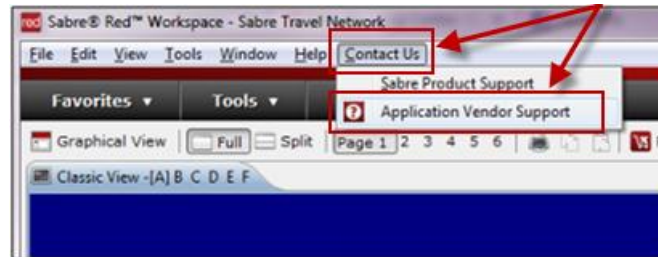 red Sabre® Red™ Workspace - Sabre Travel Network
File Edit View Tools Window Help Contact Us
Sabre Product Support
Application Vendor Support
Favorites ▼ Tools ▼
Graphical View Full Split Page 1 2 3 4 5 6
Classic View -[A] B C D E F